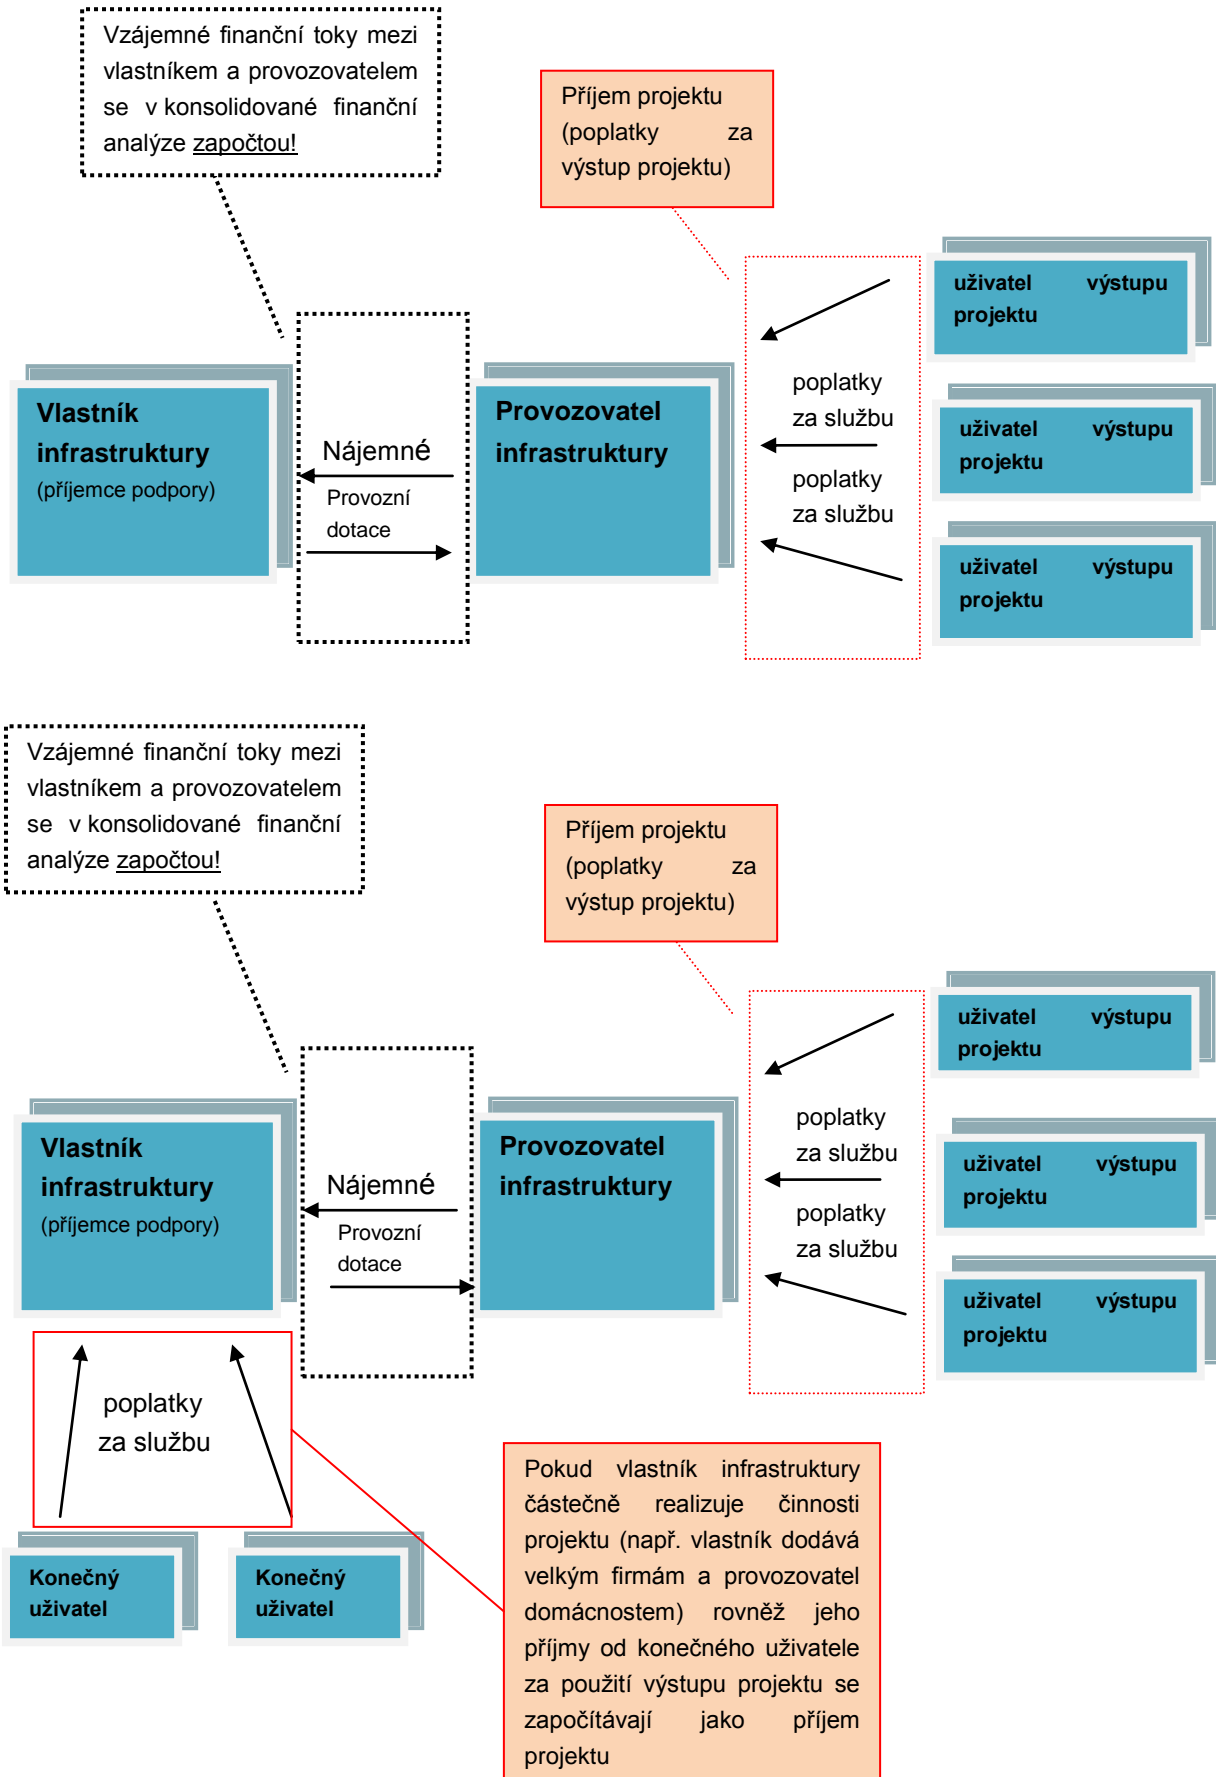 Vzájemné finanční toky mezi
vlastníkem a provozovatelem
se v konsolidované finanční
analýze započtou!
Příjem projektu
(poplatky za
výstup projektu)
uživatel výstupu
projektu
Vlastník
infrastruktury
(příjemce podpory)
Nájemné
Provozní
dotace
Provozovatel
infrastruktury
poplatky
za službu
poplatky
za službu
uživatel výstupu
projektu
uživatel výstupu
projektu
Vzájemné finanční toky mezi
vlastníkem a provozovatelem
se v konsolidované finanční
analýze započtou!
Příjem projektu
(poplatky za
výstup projektu)
uživatel výstupu
projektu
Vlastník
infrastruktury
(příjemce podpory)
Nájemné
Provozní
dotace
Provozovatel
infrastruktury
poplatky
za službu
poplatky
za službu
uživatel výstupu
projektu
uživatel výstupu
projektu
poplatky
za službu
Konečný
uživatel
Konečný
uživatel
Pokud vlastník infrastruktury
částečně realizuje činnosti
projektu (např. vlastník dodává
velkým firmám a provozovatel
domácnostem) rovněž jeho
příjmy od konečného uživatele
za použití výstupu projektu se
započítávají jako příjem
projektu